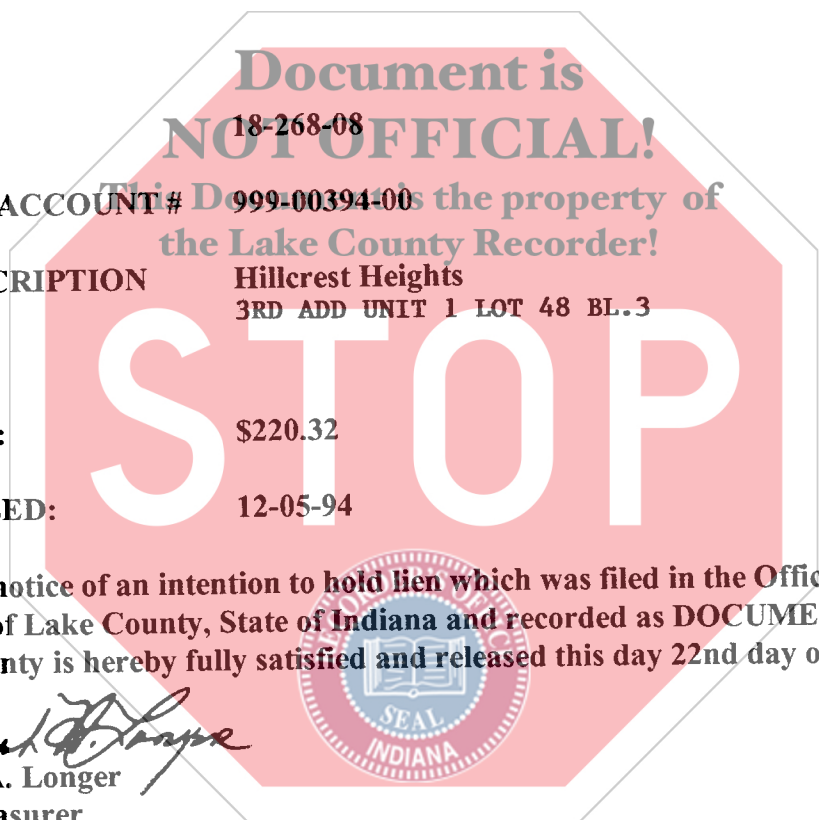 Document is
18-268-08
NOT OFFICIAL!
ACCOUNT # 999-00394-00
This Document is the property of
the Lake County Recorder!
CRIPTION Hillcrest Heights
3RD ADD UNIT 1 LOT 48 BL.3
STOP
: $220.32
ED: 12-05-94
notice of an intention to hold lien which was filed in the Offic
of Lake County, State of Indiana and recorded as DOCUME
nty is hereby fully satisfied and released this day 22nd day o
RECORDER'S OFFICE
SEAL
INDIANA
. Longer
asurer